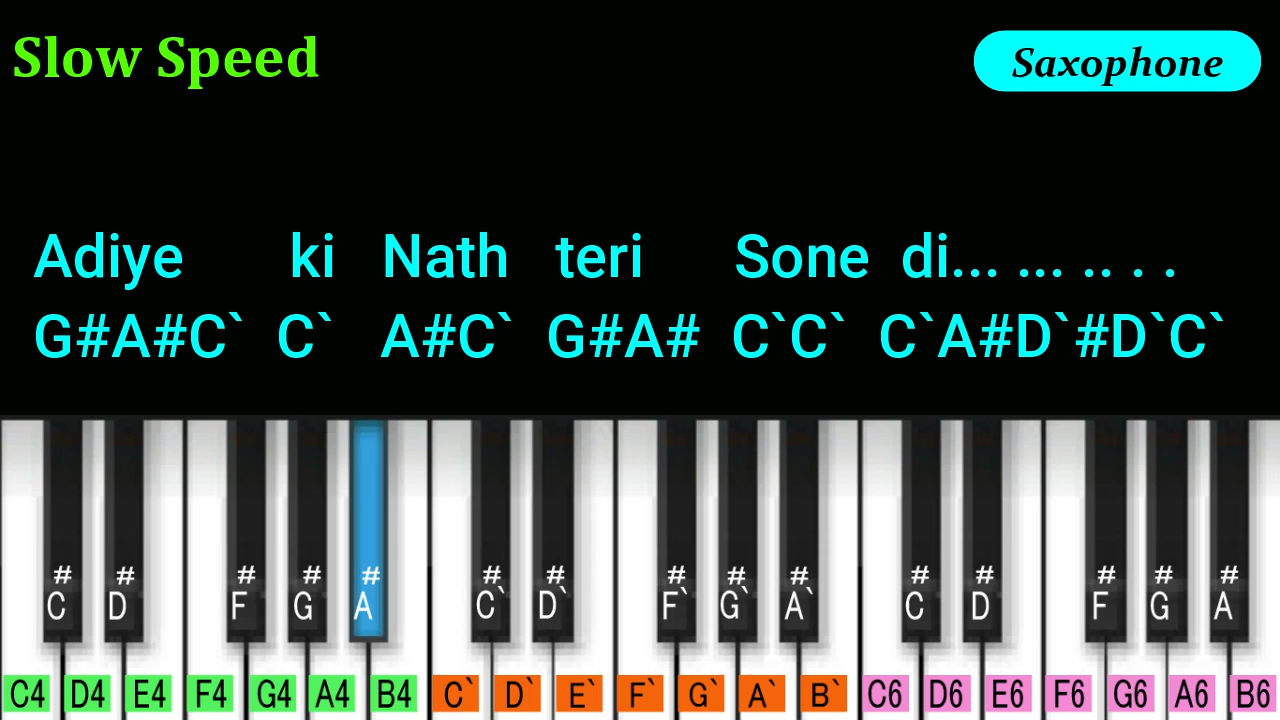 Slow Speed
Saxophone
Adiye ki Nath teri Sone di... ... .. . .
G#A#C` C` A#C` G#A# C`C` C`A#D`#D`C`
# # # # # # # # # # # # # # #
C D F G A C` D` F` G` A` C D F G A
C4 D4 E4 F4 G4 A4 B4 C` D` E` F` G` A` B` C6 D6 E6 F6 G6 A6 B6